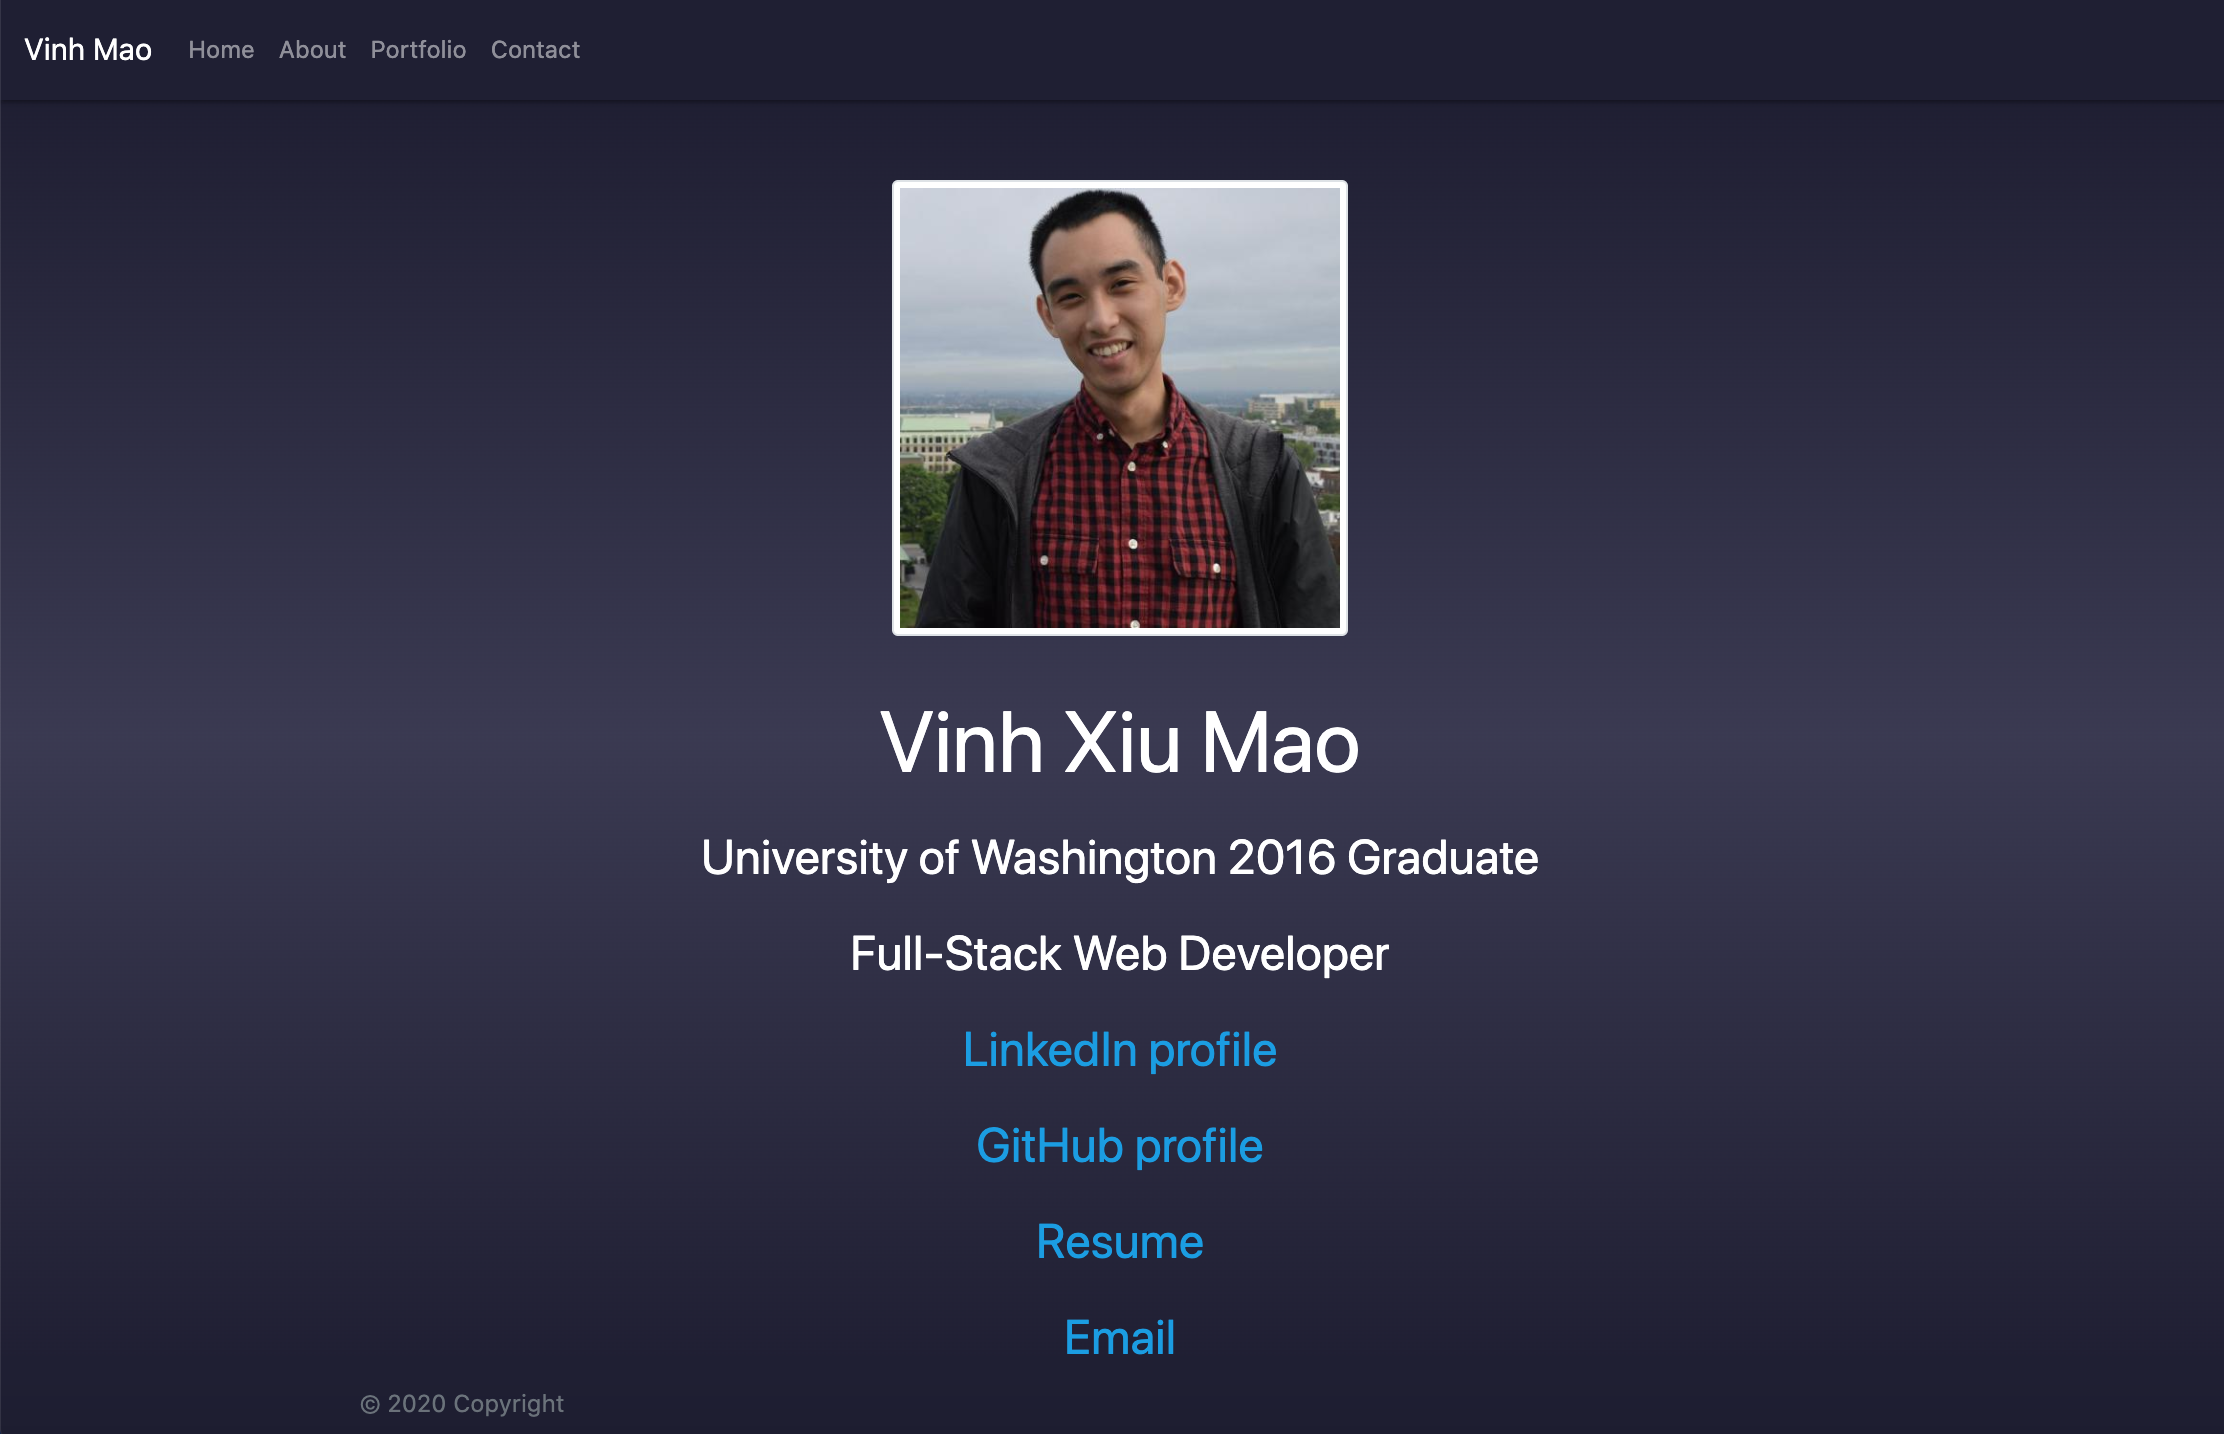 Vinh Mao Home About Portfolio Contact
Vinh Xiu Mao
University of Washington 2016 Graduate
Full-Stack Web Developer
LinkedIn profile
GitHub profile
Resume
Email
© 2020 Copyright